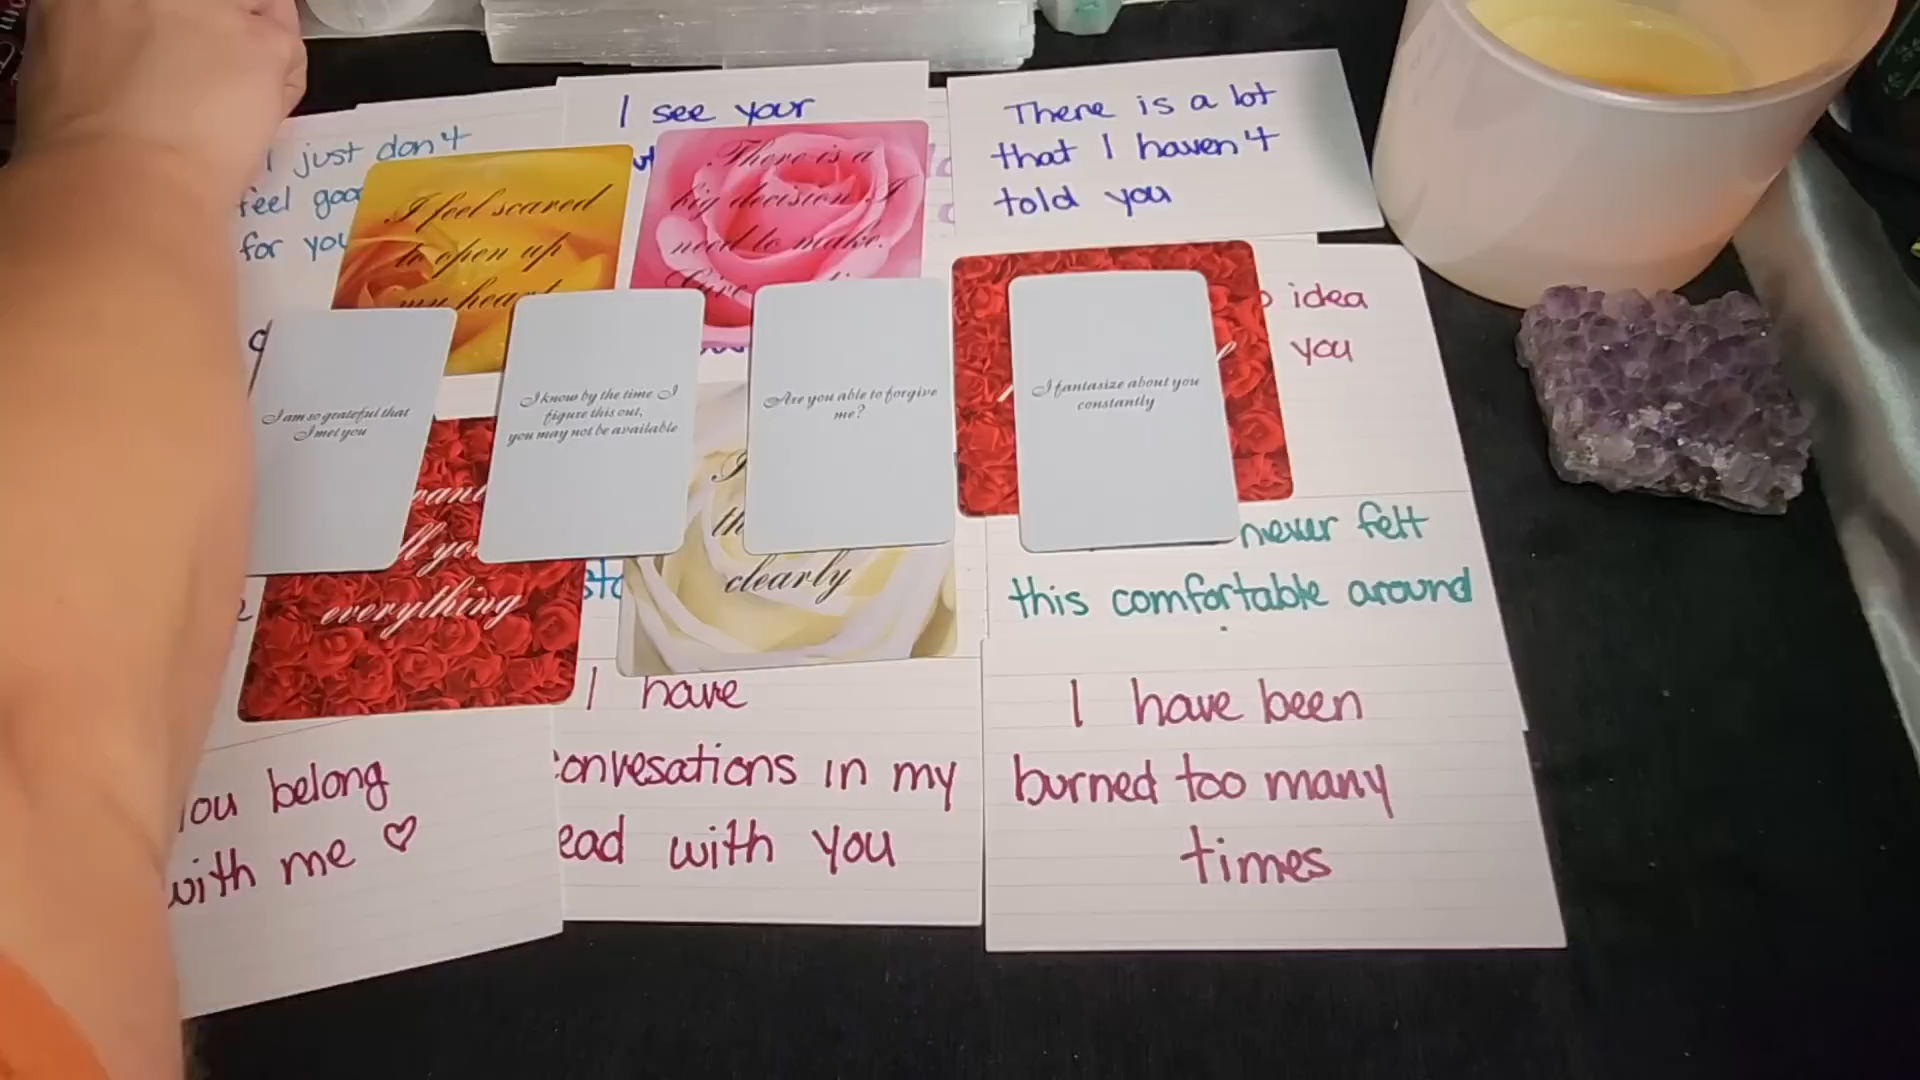 I just don't
feel good
for you
I see your
There is a
big decision I
need to make.
There is a lot
that I haven't
told you
I feel scared
to open up
my heart
idea
you
I am so grateful that
I met you
I know by the time I
figure this out,
you may not be available
Are you able to forgive
me?
I fantasize about you
constantly
everything
clearly
never felt
this comfortable around
belong
with me ♡
I have
onvesations in my
ead with you
I have been
burned too many
times